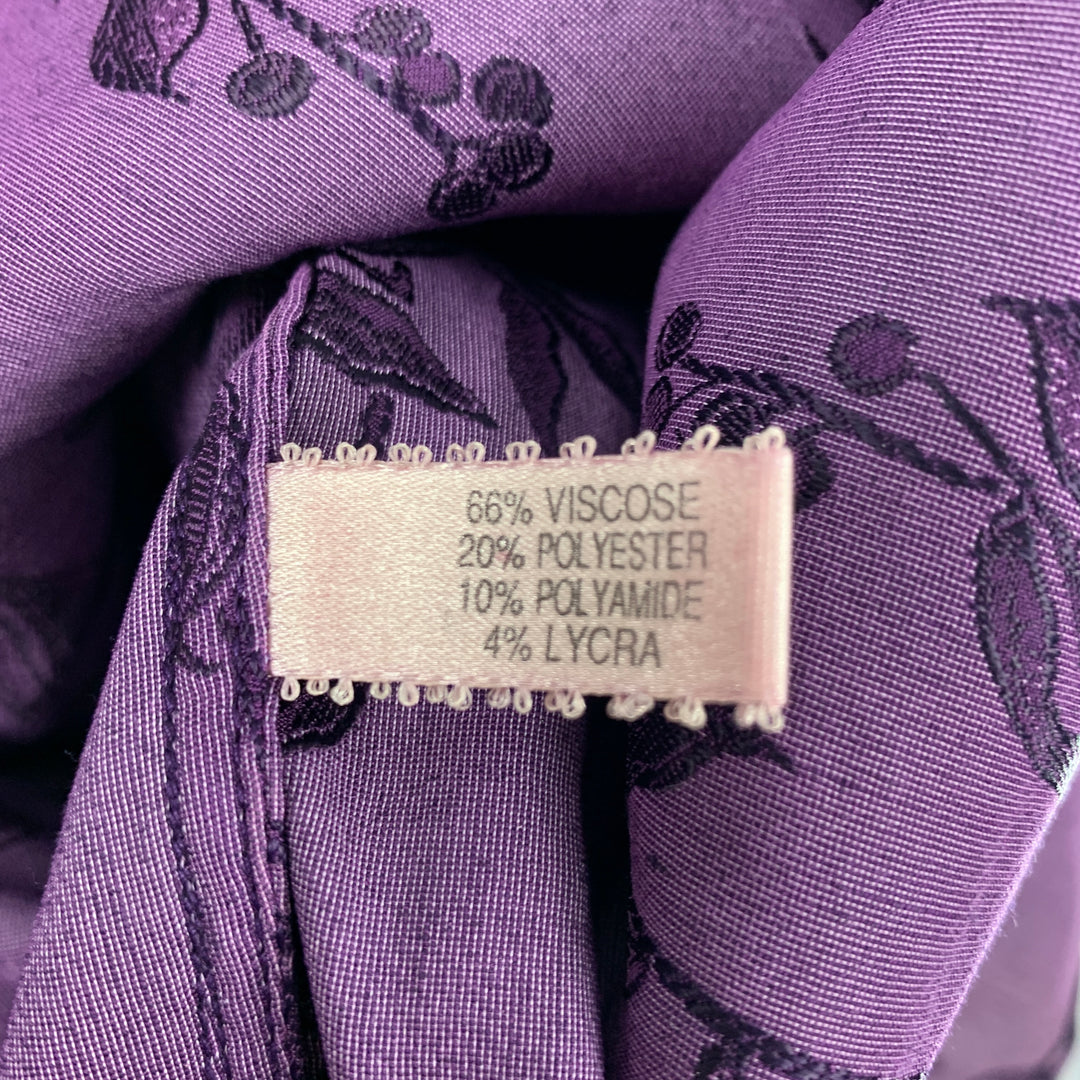 66% VISCOSE
20% POLYESTER
10% POLYAMIDE
4% LYCRA